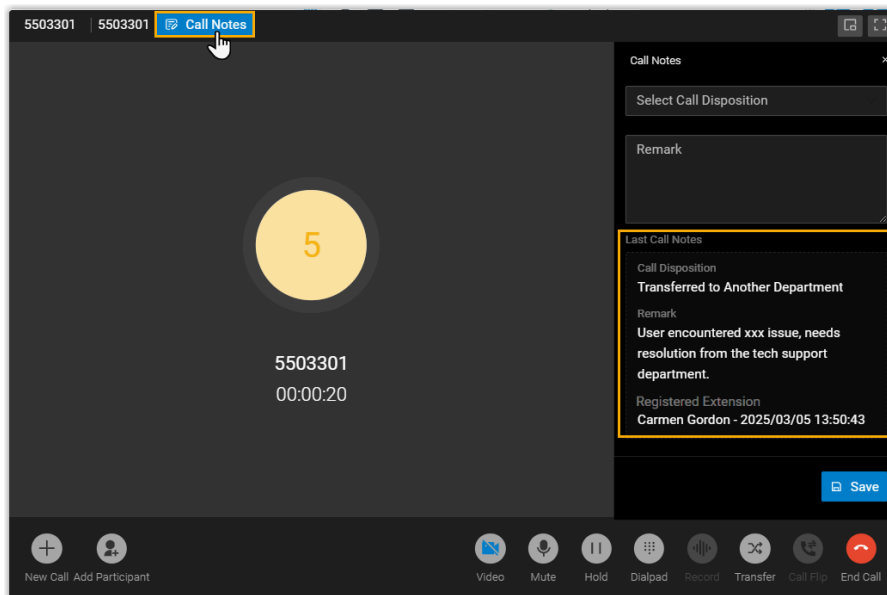 5503301 | 5503301 Call Notes
Call Notes ×
Select Call Disposition
Remark
5
Last Call Notes
Call Disposition
Transferred to Another Department
Remark
User encountered xxx issue, needs
resolution from the tech support
department.
Registered Extension
Carmen Gordon - 2025/03/05 13:50:43
5503301
00:00:20
Save
New Call Add Participant Video Mute Hold Dialpad Record Transfer Call Flip End Call